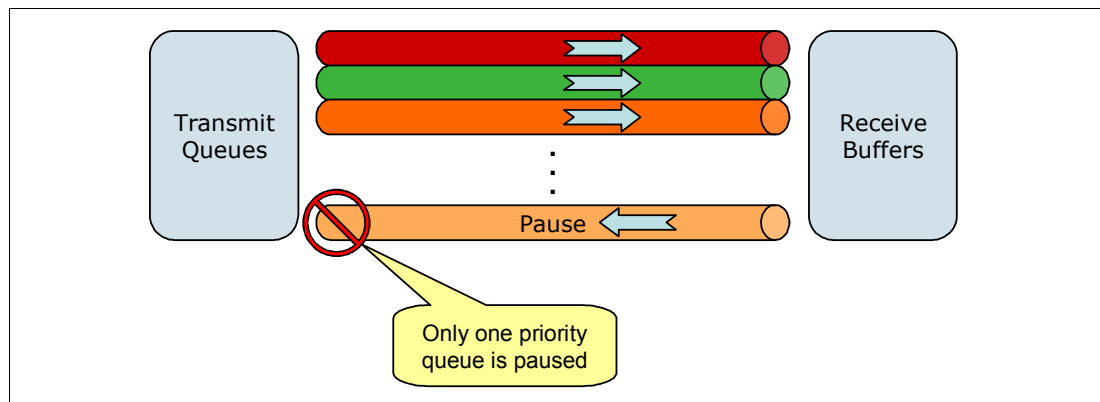 Transmit
Queues
Receive
Buffers
Pause
Only one priority
queue is paused